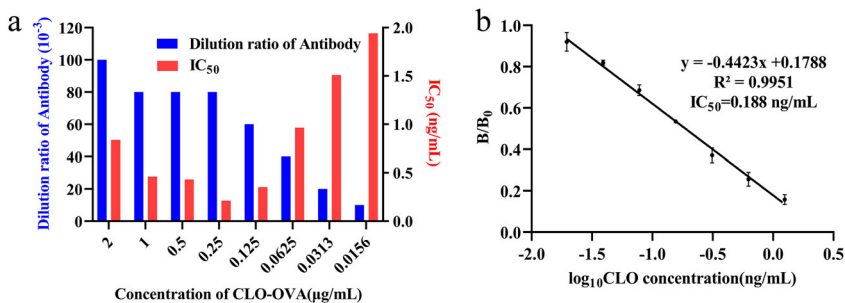 a
Dilution ratio of Antibody (10⁻³)
120
100
80
60
40
20
0
Dilution ratio of Antibody
IC₅₀
2.0
1.5
1.0
0.5
0.0
IC₅₀
(ng/mL)
2
1
0.5
0.25
0.125
0.0625
0.0313
0.0156
Concentration of CLO-OVA(μg/mL)
b
B/B₀
1.0
0.8
0.6
0.4
0.2
0.0
y = -0.4423x +0.1788
R² = 0.9951
IC₅₀=0.188 ng/mL
-2.0
-1.5
-1.0
-0.5
0.0
0.5
log₁₀CLO concentration(ng/mL)